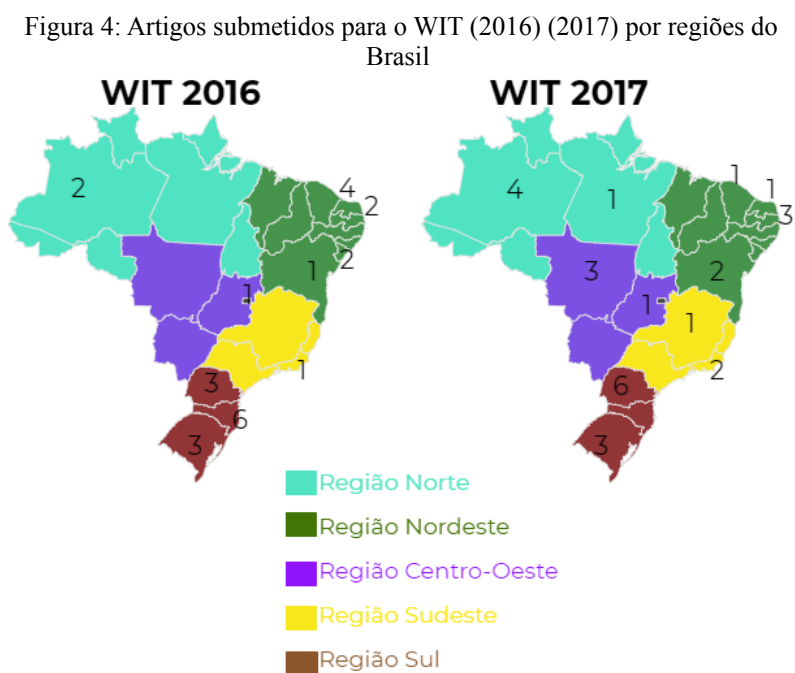 Figura 4: Artigos submetidos para o WIT (2016) (2017) por regiões do
Brasil
WIT 2016
WIT 2017
2
4
2
2
1
1
1
3
6
3
4
1
1
1
3
3
2
1
1
2
6
3
Região Norte
Região Nordeste
Região Centro-Oeste
Região Sudeste
Região Sul